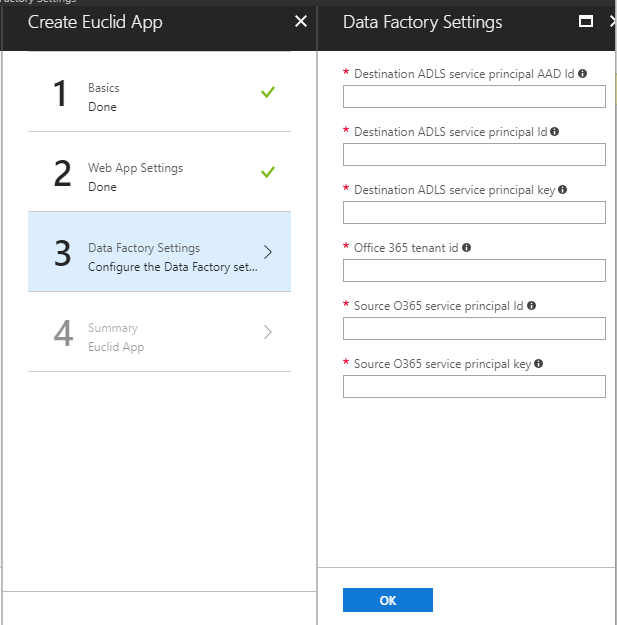 Factory Settings
Create Euclid App
1
Basics
Done
2
Web App Settings
Done
3
Data Factory Settings
Configure the Data Factory set...
4
Summary
Euclid App
Data Factory Settings
* Destination ADLS service principal AAD Id
* Destination ADLS service principal Id
* Destination ADLS service principal key
* Office 365 tenant id
* Source O365 service principal Id
* Source O365 service principal key
OK